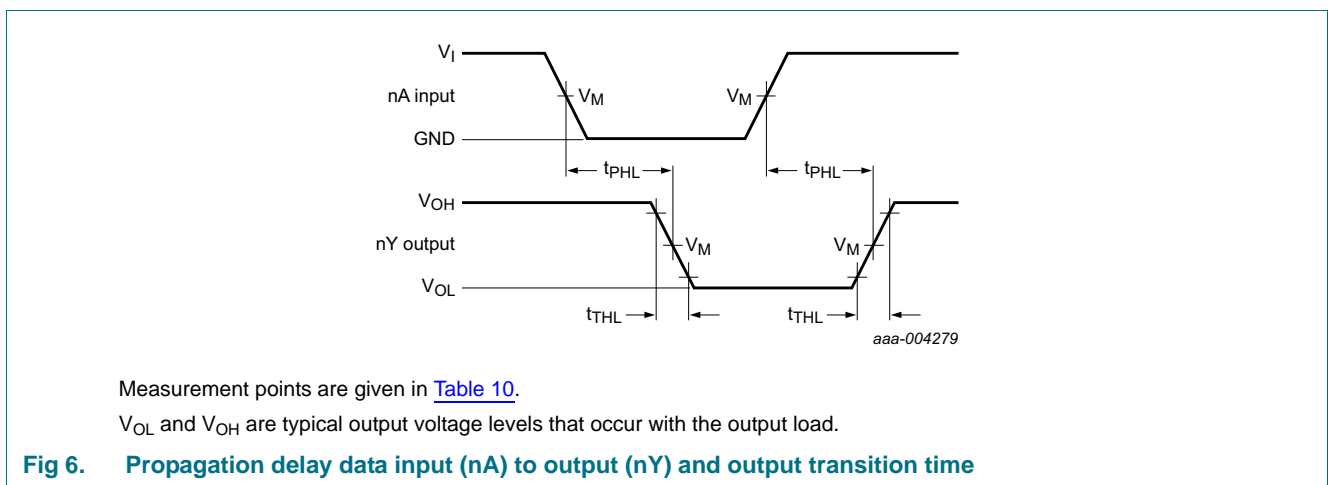 V_I
nA input
V_M
V_M
GND
t_PHL
t_PHL
V_OH
nY output
V_M
V_M
V_OL
t_THL
t_THL
aaa-004279
Measurement points are given in Table 10.
V_OL and V_OH are typical output voltage levels that occur with the output load.
Fig 6. Propagation delay data input (nA) to output (nY) and output transition time